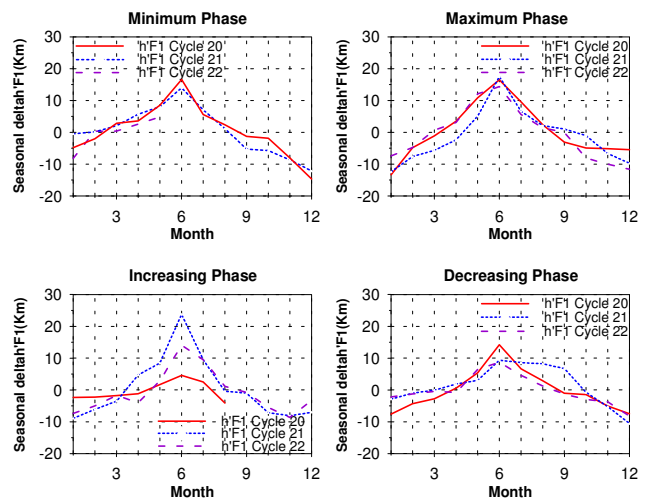 Minimum Phase
Seasonal deltah'F1(Km)
30
20
10
0
-10
-20
h'F1 Cycle 20
h'F1 Cycle 21
h'F1 Cycle 22
3
6
9
12
Month
Maximum Phase
Seasonal deltah'F1(Km)
30
20
10
0
-10
-20
h'F1 Cycle 20
h'F1 Cycle 21
h'F1 Cycle 22
3
6
9
12
Month
Increasing Phase
Seasonal deltah'F1(Km)
30
20
10
0
-10
-20
h'F1 Cycle 20
h'F1 Cycle 21
h'F1 Cycle 22
3
6
9
12
Month
Decreasing Phase
Seasonal deltah'F1(Km)
30
20
10
0
-10
-20
h'F1 Cycle 20
h'F1 Cycle 21
h'F1 Cycle 22
3
6
9
12
Month